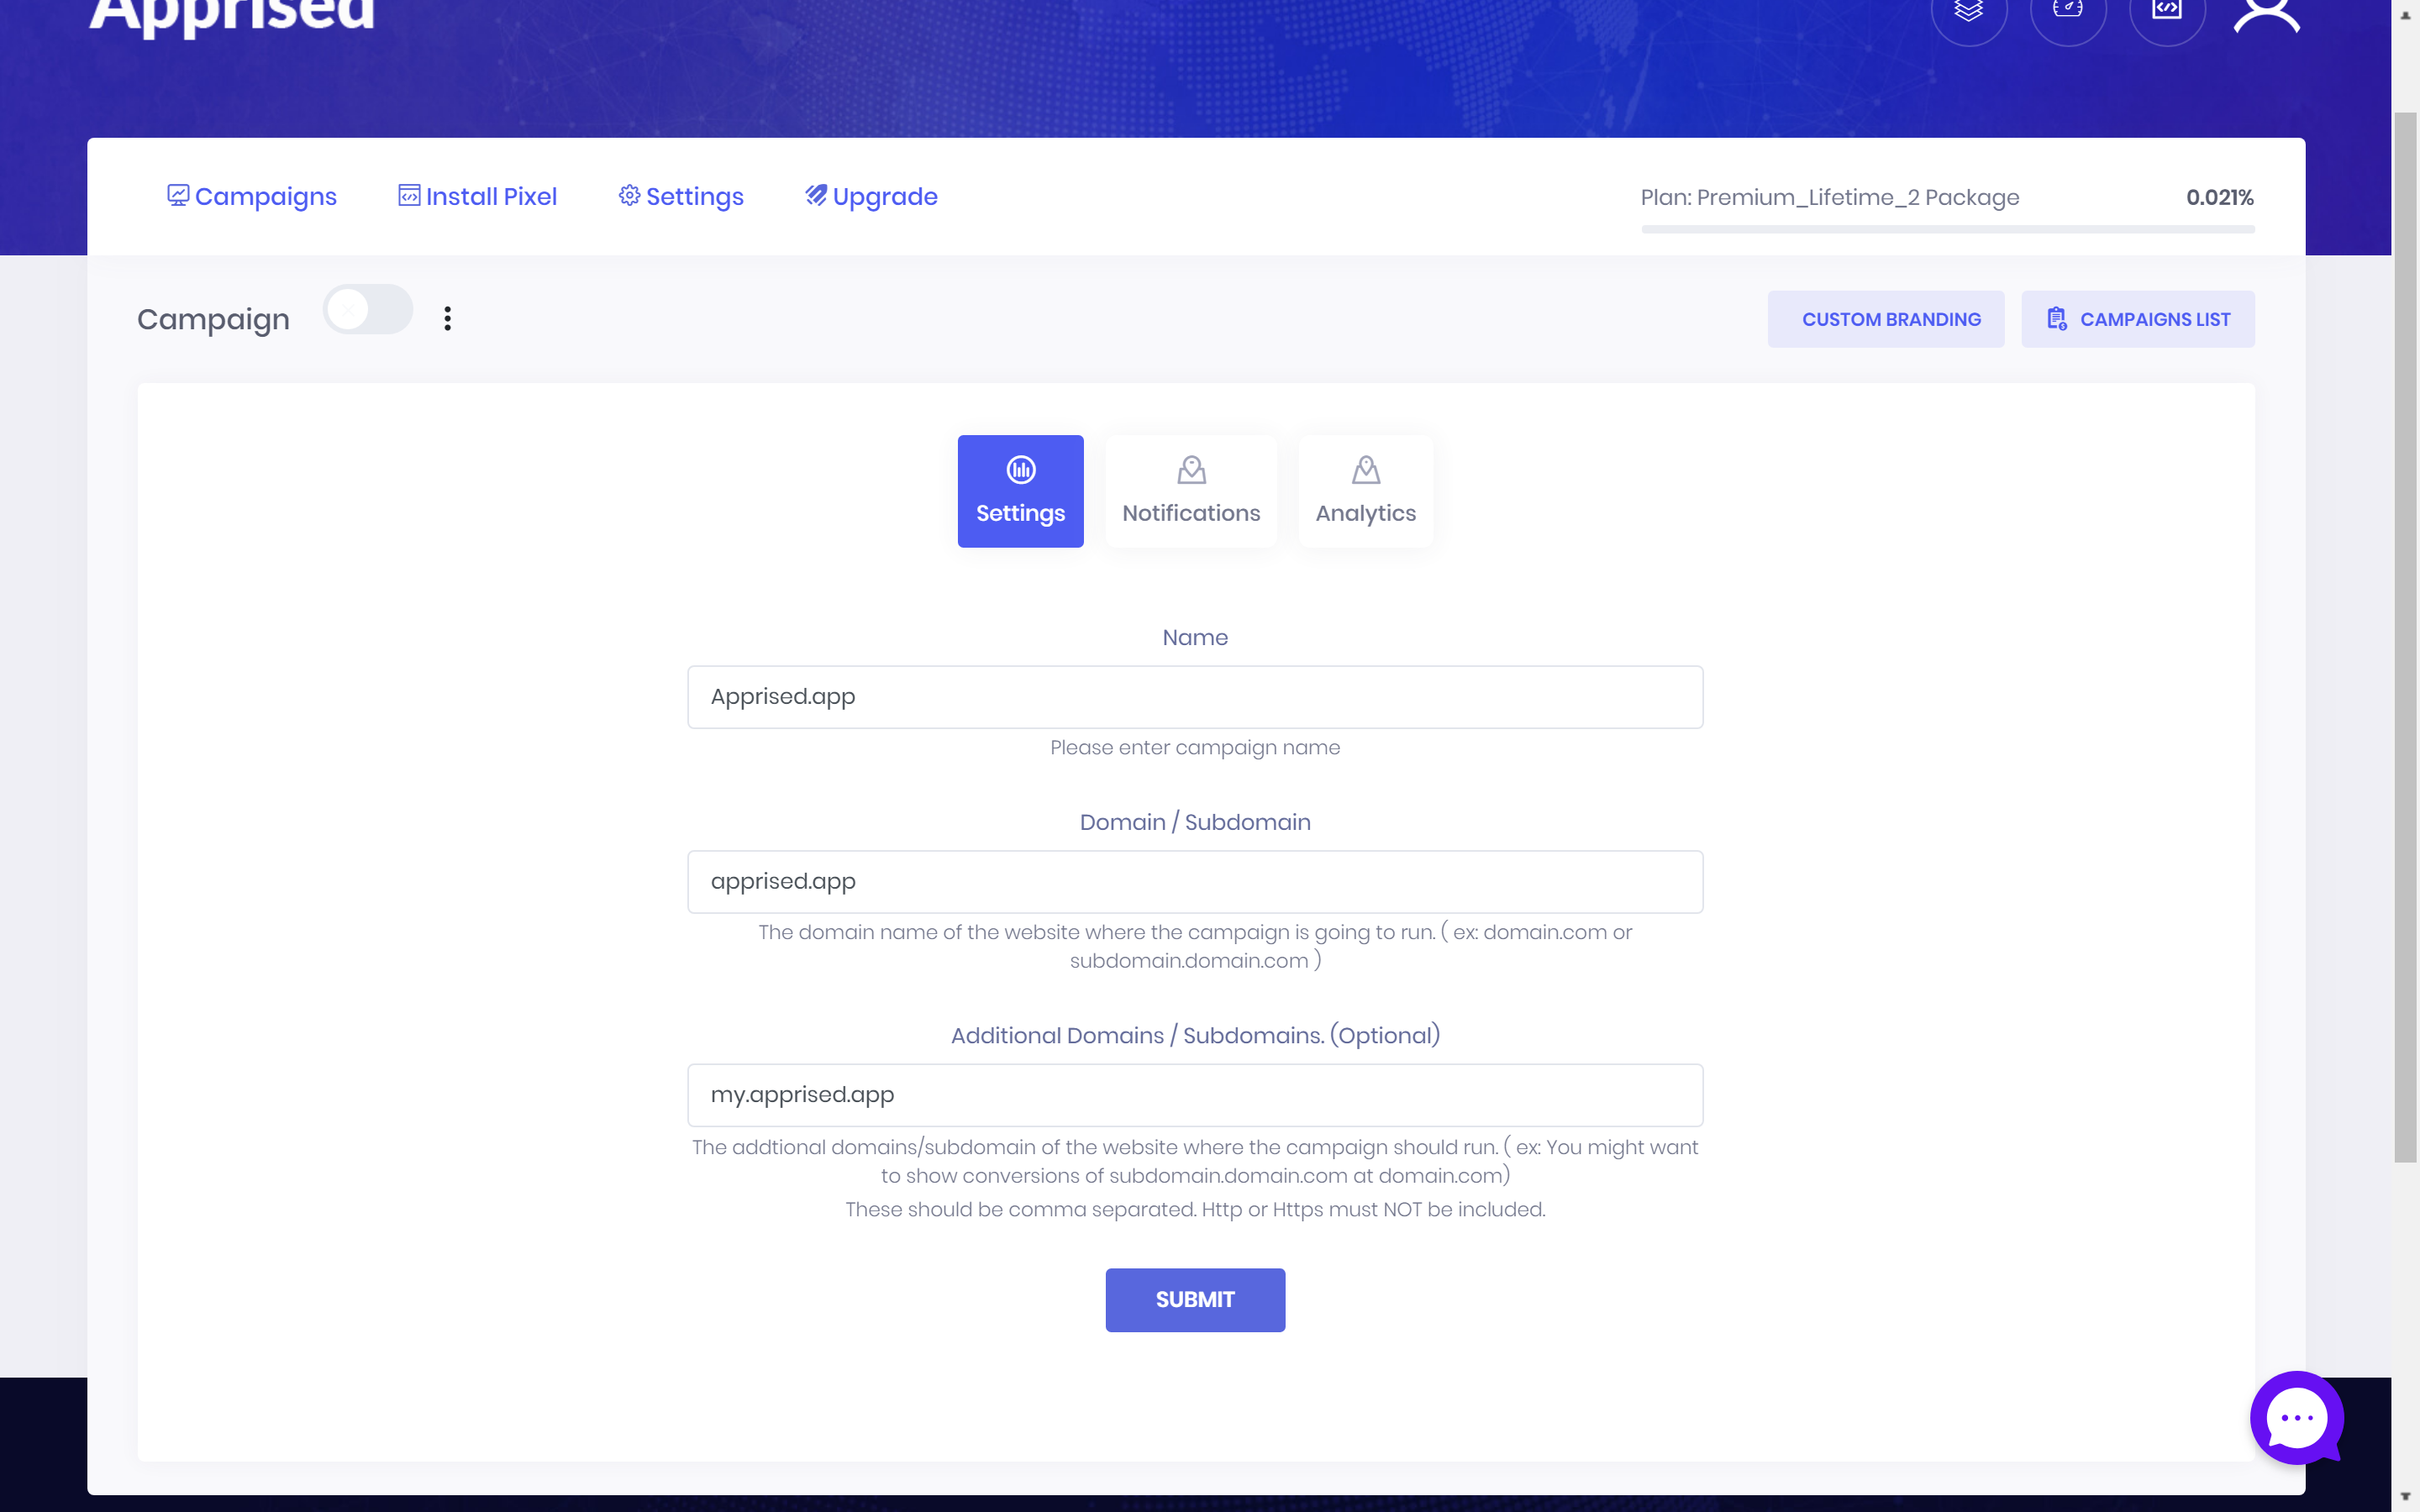 Apprised
Campaigns Install Pixel Settings Upgrade
Plan: Premium_Lifetime_2 Package 0.021%
Campaign
CUSTOM BRANDING CAMPAIGNS LIST
Settings Notifications Analytics
Name
Apprised.app
Please enter campaign name
Domain / Subdomain
apprised.app
The domain name of the website where the campaign is going to run. ( ex: domain.com or
subdomain.domain.com )
Additional Domains / Subdomains. (Optional)
my.apprised.app
The addtional domains/subdomain of the website where the campaign should run. ( ex: You might want
to show conversions of subdomain.domain.com at domain.com)
These should be comma separated. Http or Https must NOT be included.
SUBMIT